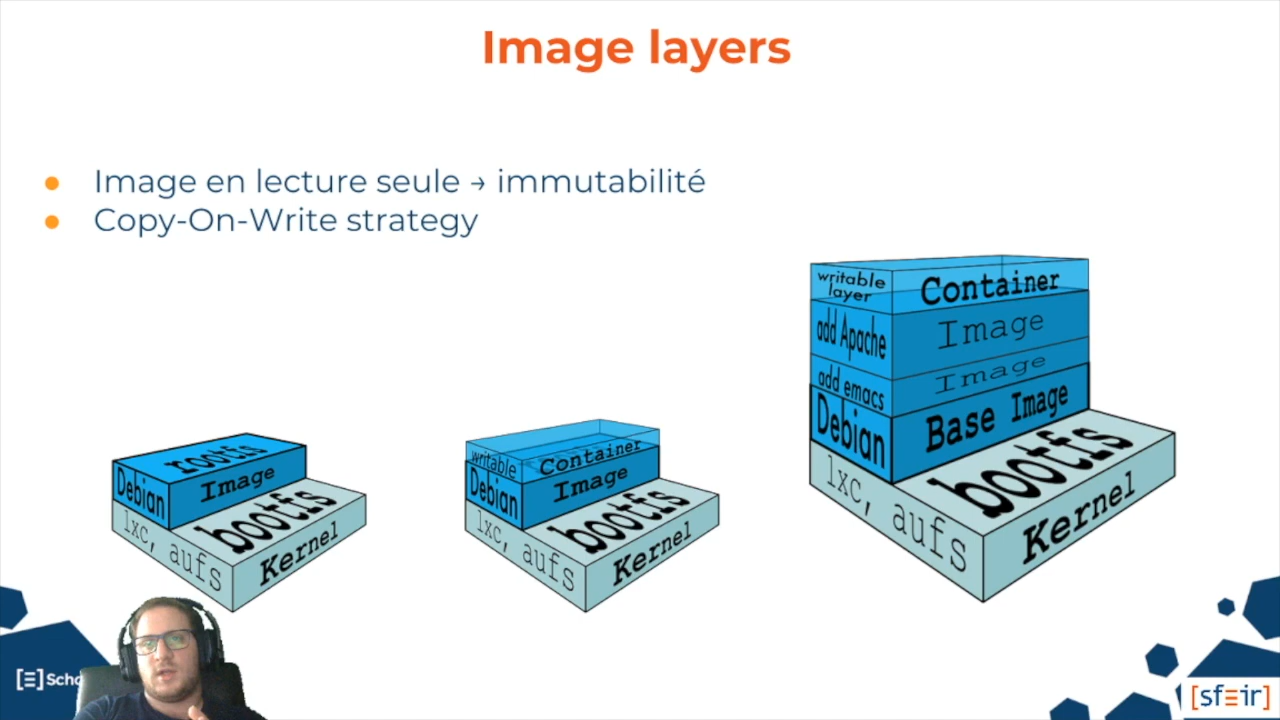 Image layers
● Image en lecture seule → immutabilité
● Copy-On-Write strategy
rootfs
Debian
Image
lxc, aufs
bootfs
Kernel
writable
Container
Debian
Image
lxc, aufs
bootfs
Kernel
writable
layer
Container
add Apache
Image
add emacs
Image
Debian
Base Image
lxc, aufs
bootfs
Kernel
[Ξ] Scho
[sfΞir]